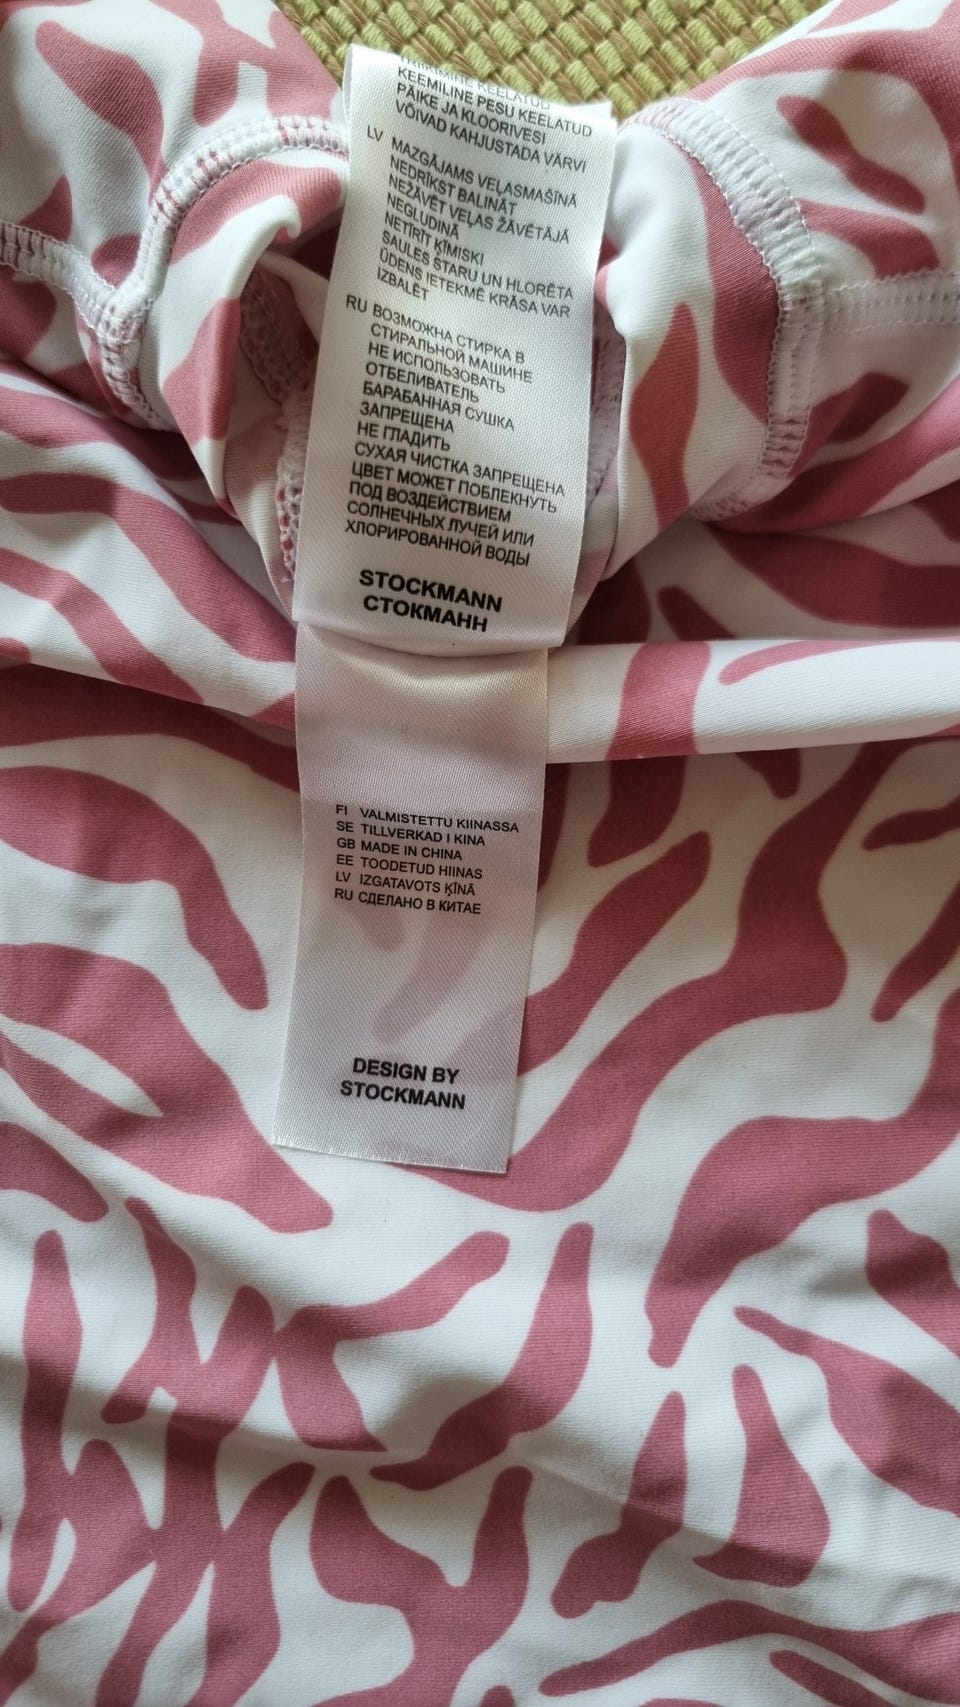 TRIIKIMINE KEELATUD
KEEMILINE PESU KEELATUD
PÄIKE JA KLOORIVESI
VÕIVAD KAHJUSTADA VÄRVI
LV MAZGĀJAMS VEĻASMAŠĪNĀ
NEDRĪKST BALINĀT
NEŽĀVĒT VEĻAS ŽĀVĒTĀJĀ
NEGLUDINĀ
NETĪRĪT ĶĪMISKI
SAULES STARU UN HLORĒTA
ŪDENS IETEKMĒ KRĀSA VAR
IZBALĒT
RU ВОЗМОЖНА СТИРКА В
СТИРАЛЬНОЙ МАШИНЕ
НЕ ИСПОЛЬЗОВАТЬ
ОТБЕЛИВАТЕЛЬ
БАРАБАННАЯ СУШКА
ЗАПРЕЩЕНА
НЕ ГЛАДИТЬ
СУХАЯ ЧИСТКА ЗАПРЕЩЕНА
ЦВЕТ МОЖЕТ ПОБЛЕКНУТЬ
ПОД ВОЗДЕЙСТВИЕМ
СОЛНЕЧНЫХ ЛУЧЕЙ ИЛИ
ХЛОРИРОВАННОЙ ВОДЫ
STOCKMANN
СТОКМАНН
FI VALMISTETTU KIINASSA
SE TILLVERKAD I KINA
GB MADE IN CHINA
EE TOODETUD HIINAS
LV IZGATAVOTS ĶĪNĀ
RU СДЕЛАНО В КИТАЕ
DESIGN BY
STOCKMANN